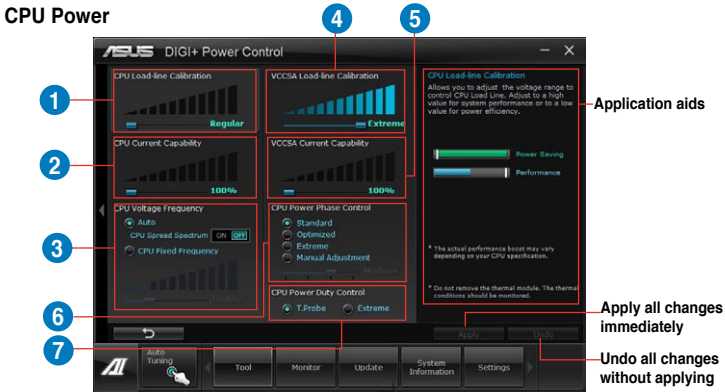 CPU Power
4
5
ASUS DIGI+ Power Control
1
CPU Load-line Calibration
Regular
VCCSA Load-line Calibration
Extreme
2
CPU Current Capability
100%
VCCSA Current Capability
100%
3
CPU Voltage Frequency
Auto
CPU Spread Spectrum ON OFF
CPU Fixed Frequency
CPU Power Phase Control
Standard
Optimized
Extreme
Manual Adjustment
Medium
6
CPU Power Duty Control
T.Probe Extreme
7
CPU Load-line Calibration
Allows you to adjust the voltage range to
control CPU Load Line. Adjust to a high
value for system performance or to a low
value for power efficiency.
Power Saving
Performance
* The actual performance boost may vary
depending on your CPU specification.
* Do not remove the thermal module. The thermal
conditions should be monitored.
Application aids
Apply Undo
Apply all changes
immediately
Undo all changes
without applying
Auto
Tuning
Tool
Monitor
Update
System
Information
Settings